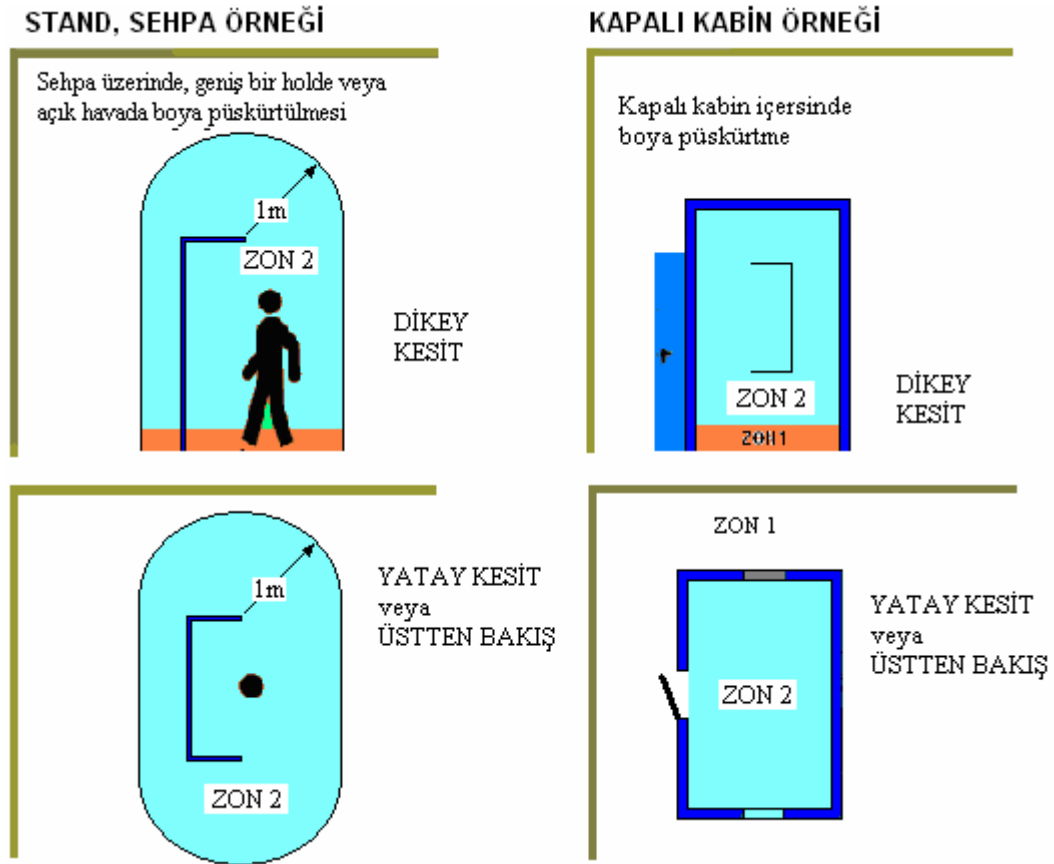 STAND, SEHPA ÖRNEĞİ
Sehpa üzerinde, geniş bir holde veya
açık havada boya püskürtülmesi
1m
ZON 2
DİKEY
KESİT
1m
YATAY KESİT
veya
ÜSTTEN BAKIŞ
ZON 2
KAPALI KABİN ÖRNEĞİ
Kapalı kabin içersinde
boya püskürtme
ZON 2
DİKEY
KESİT
ZON 1
ZON 1
YATAY KESİT
veya
ÜSTTEN BAKIŞ
ZON 2